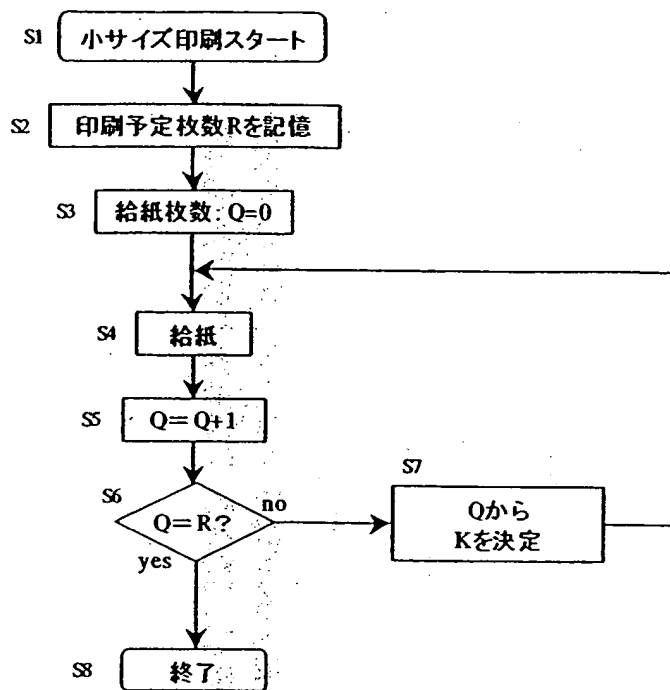 S1
小サイズ印刷スタート
S2
印刷予定枚数Rを記憶
S3
給紙枚数:Q=0
S4
給紙
S5
Q=Q+1
S6
Q=R?
no
yes
S7
Qから
Kを決定
S8
終了